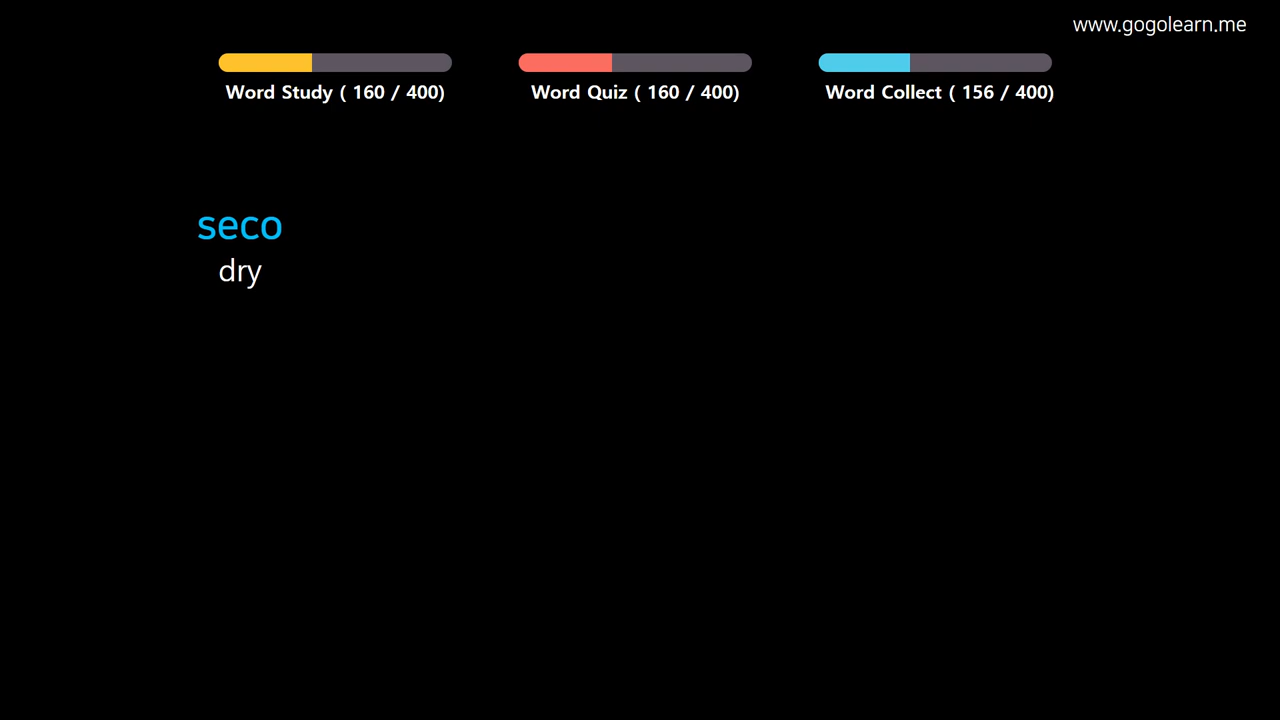 www.gogolearn.me
Word Study ( 160 / 400)
Word Quiz ( 160 / 400)
Word Collect ( 156 / 400)
seco
dry